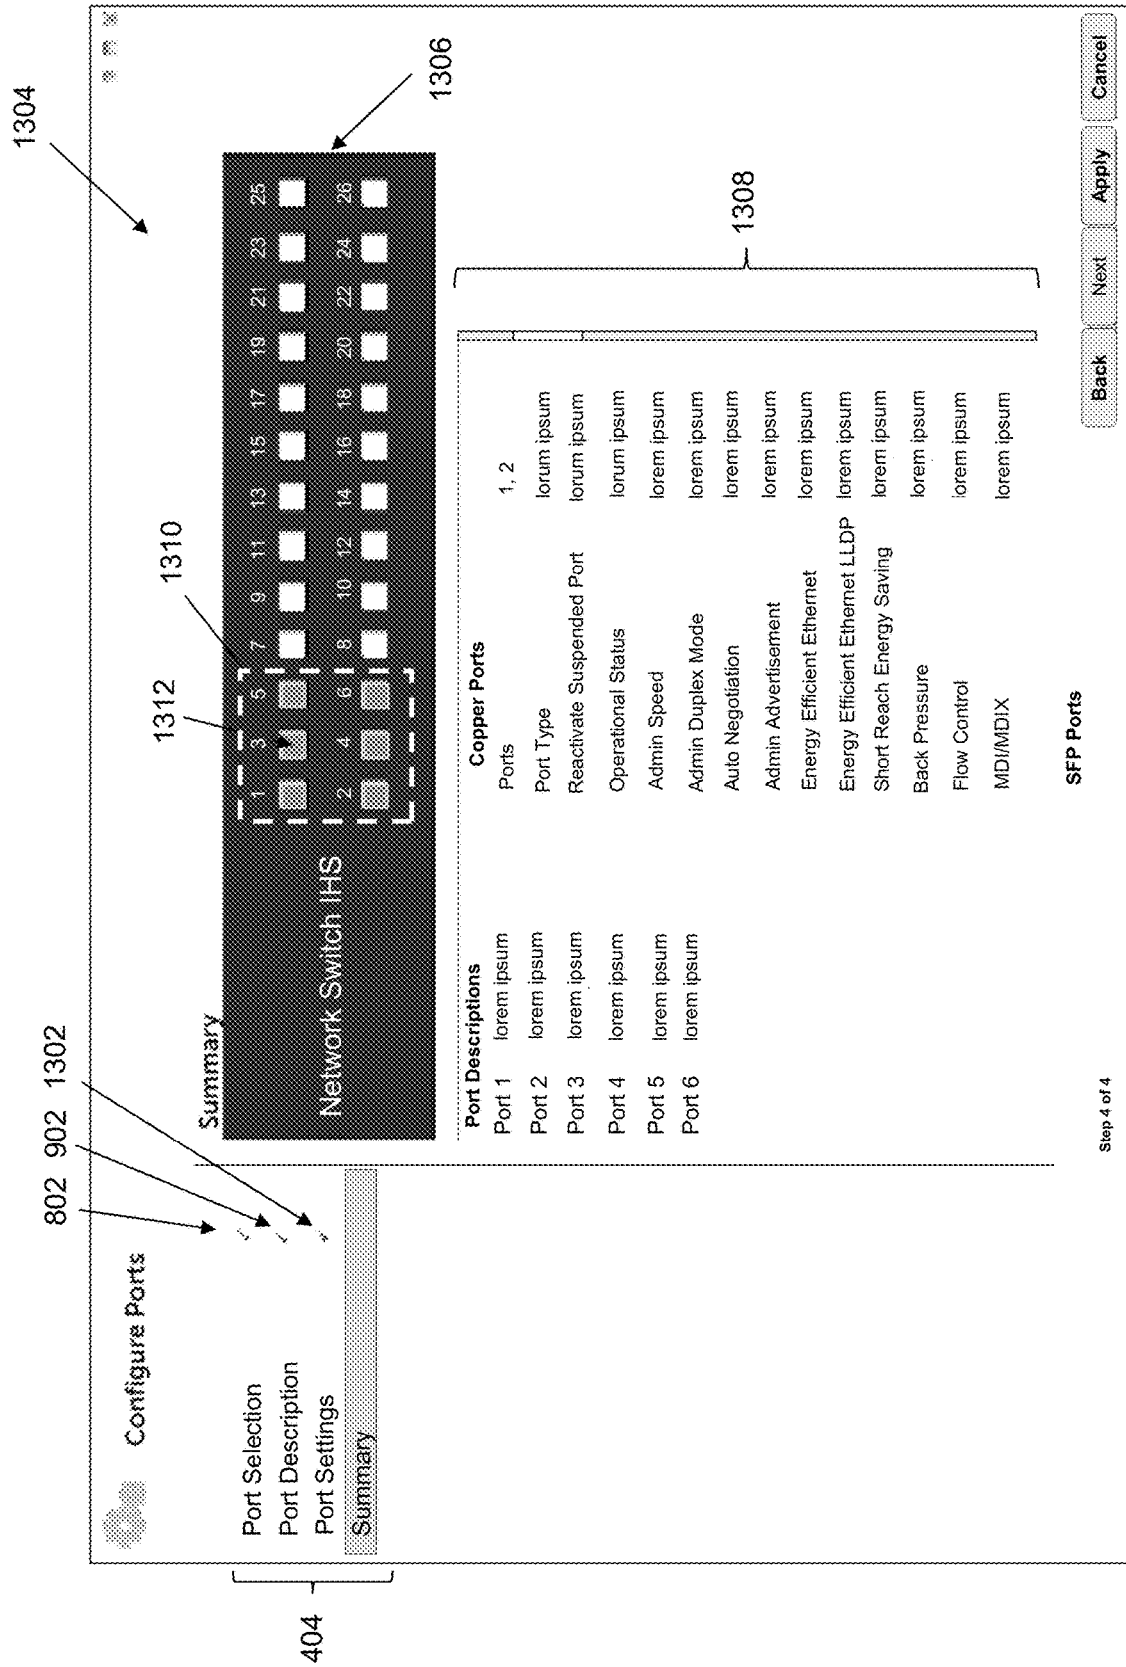 1304
802
902
1302
1312
1310
1306
Configure Ports
404
Port Selection
Port Description
Port Settings
Summary
Summary
Network Switch IHS
1 3 5 7 9 11 13 15 17 19 21 23 25
2 4 6 8 10 12 14 16 18 20 22 24 26
Port Descriptions
Port 1 lorem ipsum
Port 2 lorem ipsum
Port 3 lorem ipsum
Port 4 lorem ipsum
Port 5 lorem ipsum
Port 6 lorem ipsum
Copper Ports
Ports 1, 2
Port Type lorum ipsum
Reactivate Suspended Port lorum ipsum
Operational Status lorum ipsum
Admin Speed lorem ipsum
Admin Duplex Mode lorem ipsum
Auto Negotiation lorem ipsum
Admin Advertisement lorem ipsum
Energy Efficient Ethernet lorem ipsum
Energy Efficient Ethernet LLDP lorem ipsum
Short Reach Energy Saving lorem ipsum
Back Pressure lorem ipsum
Flow Control lorem ipsum
MDI/MDIX lorem ipsum
SFP Ports
1308
Step 4 of 4
Back Next Apply Cancel